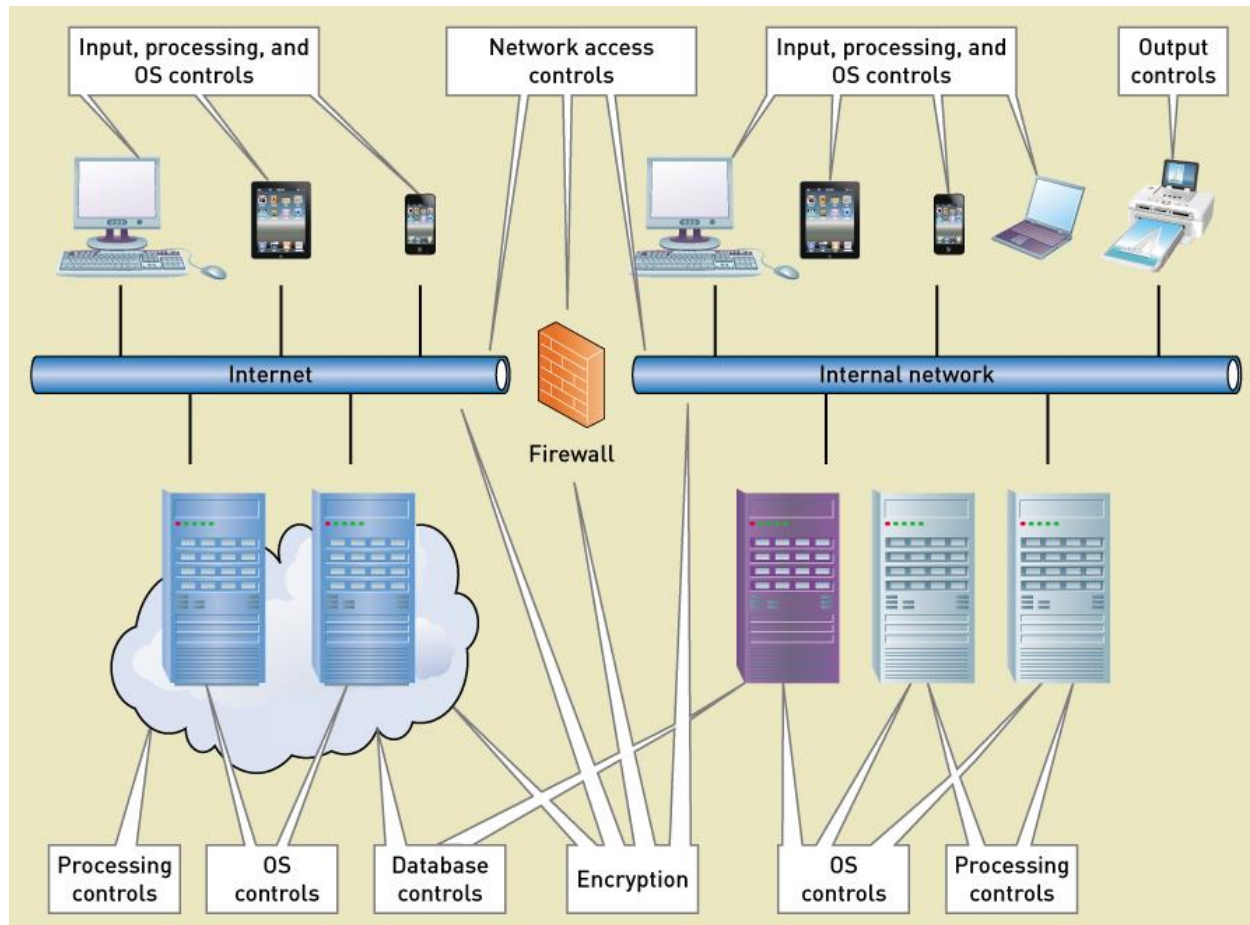 Input, processing, and
OS controls
Network access
controls
Input, processing, and
OS controls
Output
controls
Internet
Internal network
Firewall
Processing
controls
OS
controls
Database
controls
Encryption
OS
controls
Processing
controls